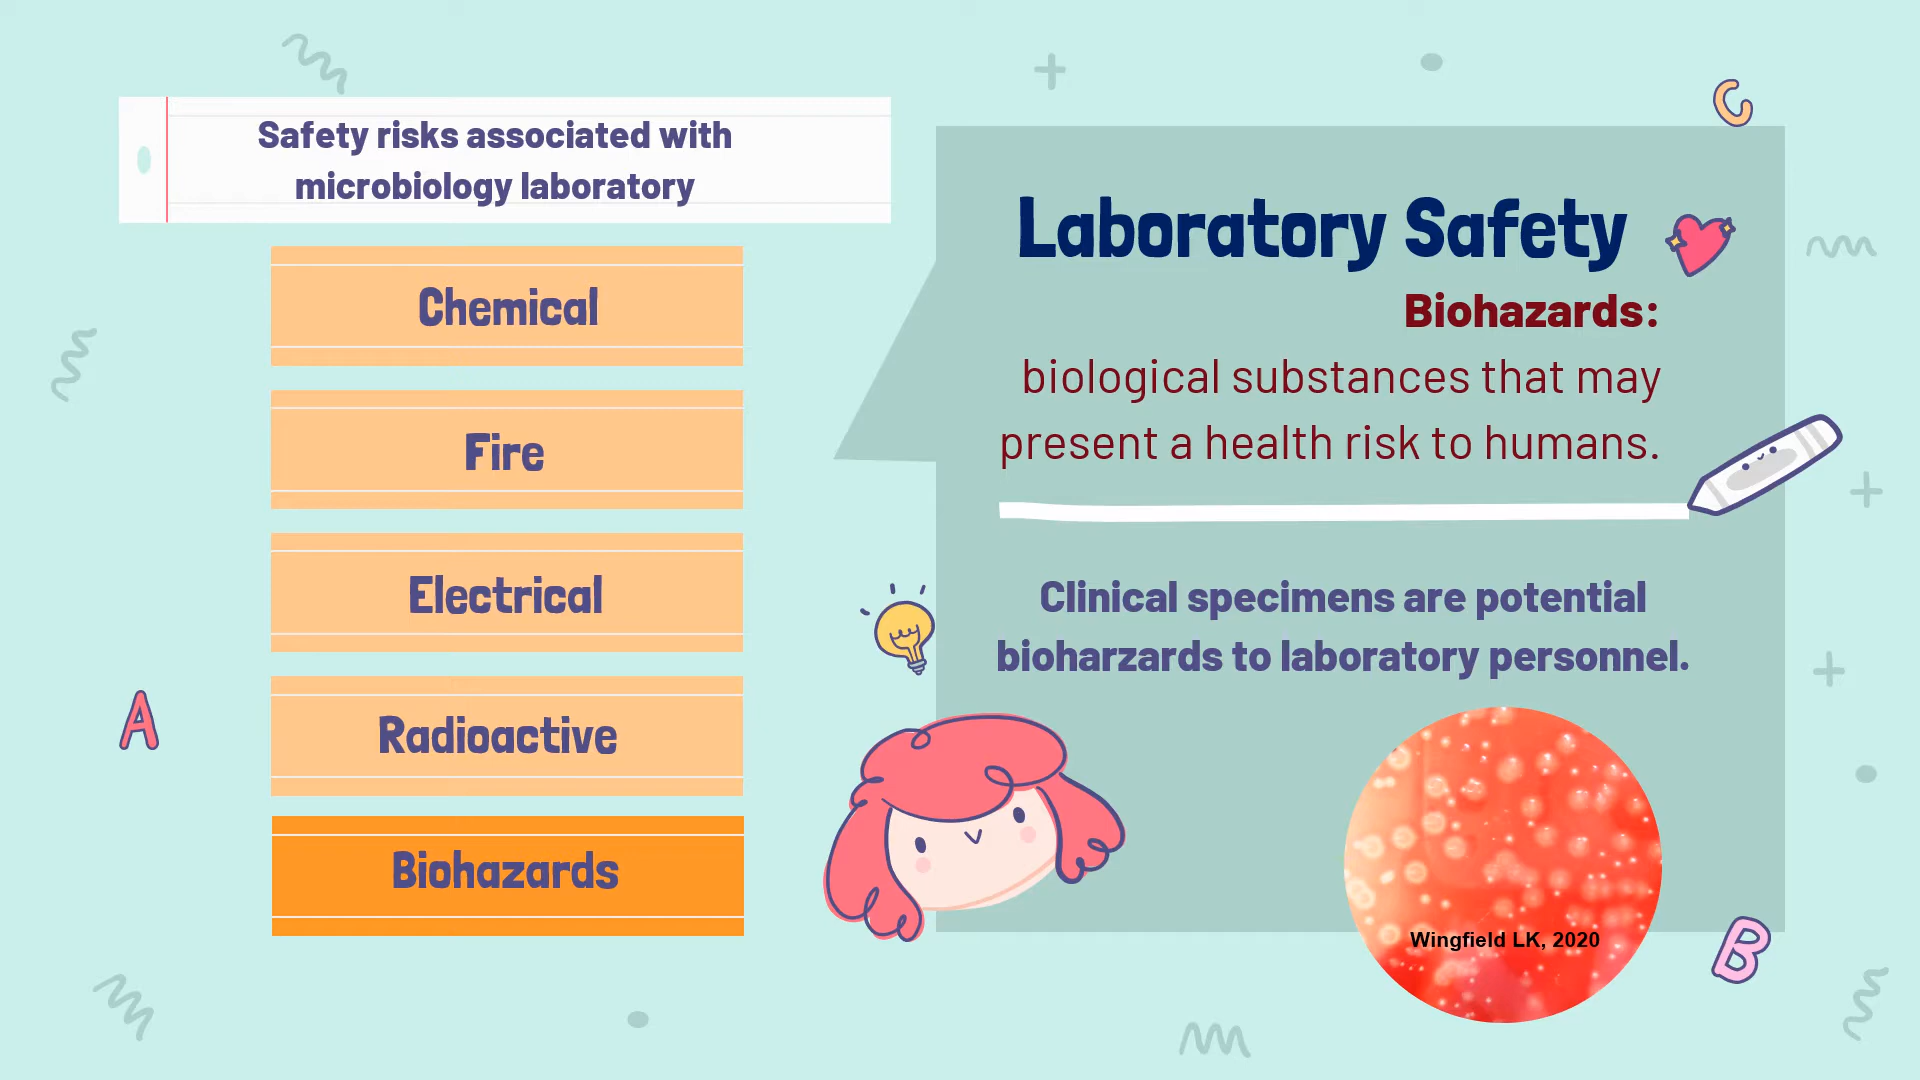 Safety risks associated with
microbiology laboratory
Chemical
Fire
Electrical
Radioactive
Biohazards
A
C
Laboratory Safety
Biohazards:
biological substances that may
present a health risk to humans.
Clinical specimens are potential
bioharzards to laboratory personnel.
Wingfield LK, 2020
B